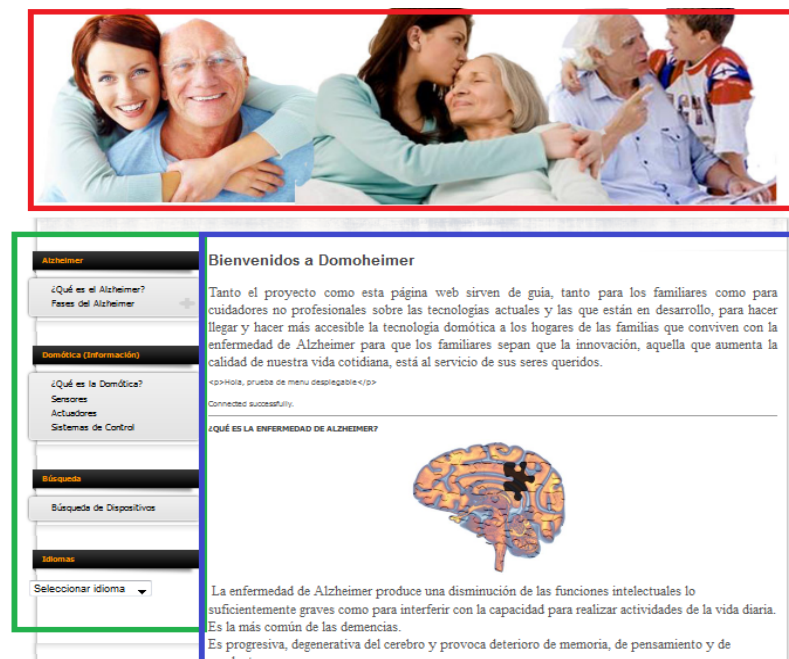 Alzheimer
¿Qué es el Alzheimer?
Fases del Alzheimer
Domótica (Información)
¿Qué es la Domótica?
Sensores
Actuadores
Sistemas de Control
Búsqueda
Búsqueda de Dispositivos
Idiomas
Seleccionar idioma
Bienvenidos a Domoheimer
Tanto el proyecto como esta página web sirven de guia, tanto para los familiares como para
cuidadores no profesionales sobre las tecnologias actuales y las que están en desarrollo, para hacer
llegar y hacer más accesible la tecnologia domótica a los hogares de las familias que conviven con la
enfermedad de Alzheimer para que los familiares sepan que la innovación, aquella que aumenta la
calidad de nuestra vida cotidiana, está al servicio de sus seres queridos.
<p>Hola, prueba de menu desplegable</p>
Connected successfully.
¿QUÉ ES LA ENFERMEDAD DE ALZHEIMER?
La enfermedad de Alzheimer produce una disminución de las funciones intelectuales lo
suficientemente graves como para interferir con la capacidad para realizar actividades de la vida diaria.
Es la más común de las demencias.
Es progresiva, degenerativa del cerebro y provoca deterioro de memoria, de pensamiento y de